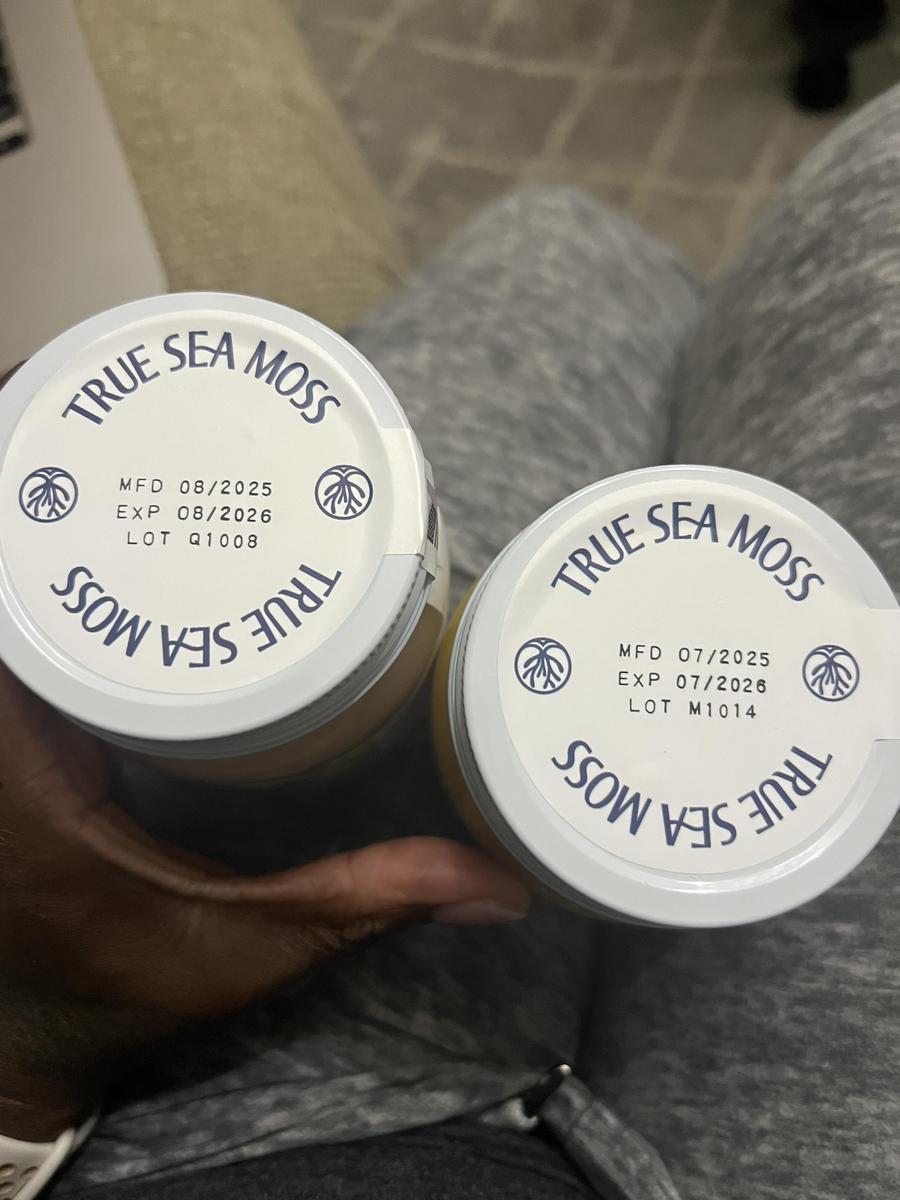 TRUE SEA MOSS
MFD 08/2025
EXP 08/2026
LOT Q1008
TRUE SEA MOSS
TRUE SEA MOSS
MFD 07/2025
EXP 07/2026
LOT M1014
TRUE SEA MOSS